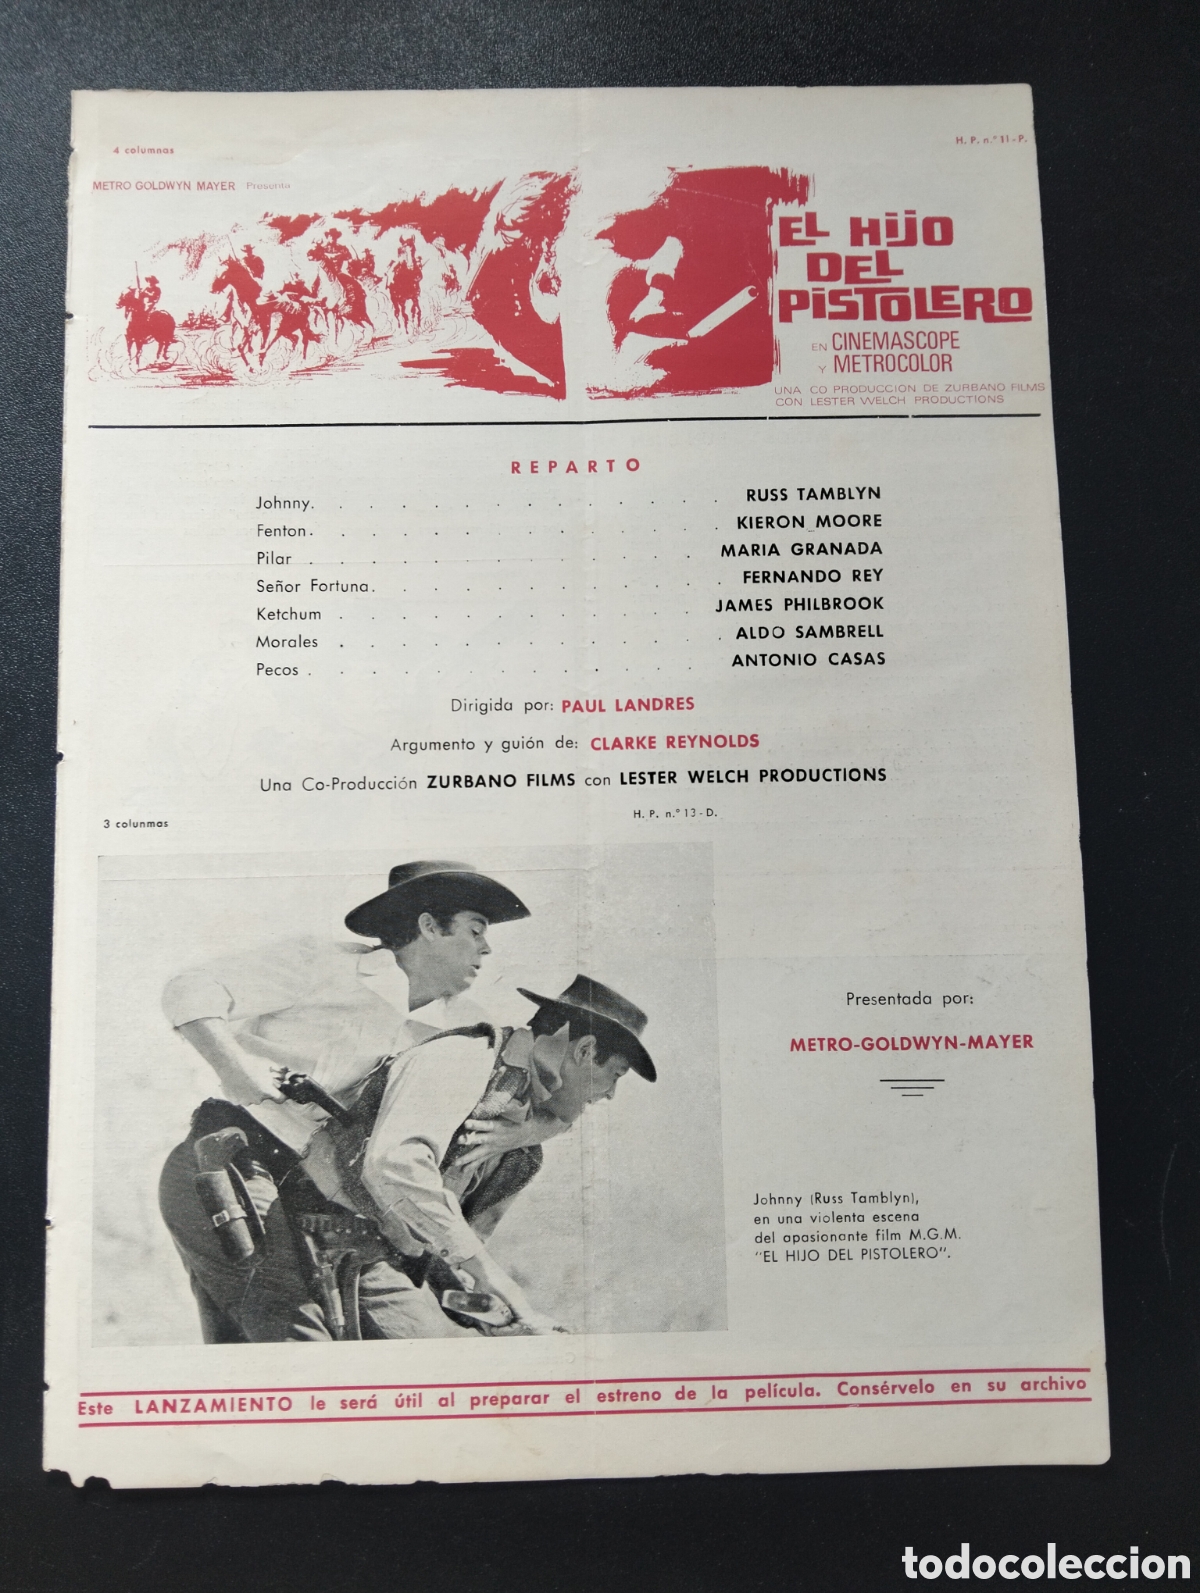 4 columnas
H. P. n.º 11 - P.
METRO GOLDWYN MAYER Presenta
EL HIJO
DEL
PISTOLERO
EN CINEMASCOPE
Y METROCOLOR
UNA CO PRODUCCION DE ZURBANO FILMS
CON LESTER WELCH PRODUCTIONS
REPARTO
Johnny. . . . . . . . . . . . . . RUSS TAMBLYN
Fenton. . . . . . . . . . . . . . KIERON MOORE
Pilar . . . . . . . . . . . . . . MARIA GRANADA
Señor Fortuna. . . . . . . . . . . . FERNANDO REY
Ketchum . . . . . . . . . . . . . JAMES PHILBROOK
Morales . . . . . . . . . . . . . ALDO SAMBRELL
Pecos . . . . . . . . . . . . . . ANTONIO CASAS
Dirigida por: PAUL LANDRES
Argumento y guión de: CLARKE REYNOLDS
Una Co-Producción ZURBANO FILMS con LESTER WELCH PRODUCTIONS
3 colunmas
H. P. n.º 13 - D.
Presentada por:
METRO-GOLDWYN-MAYER
Johnny (Russ Tamblyn),
en una violenta escena
del apasionante film M.G.M.
"EL HIJO DEL PISTOLERO".
Este LANZAMIENTO le será útil al preparar el estreno de la película. Consérvelo en su archivo
todocoleccion